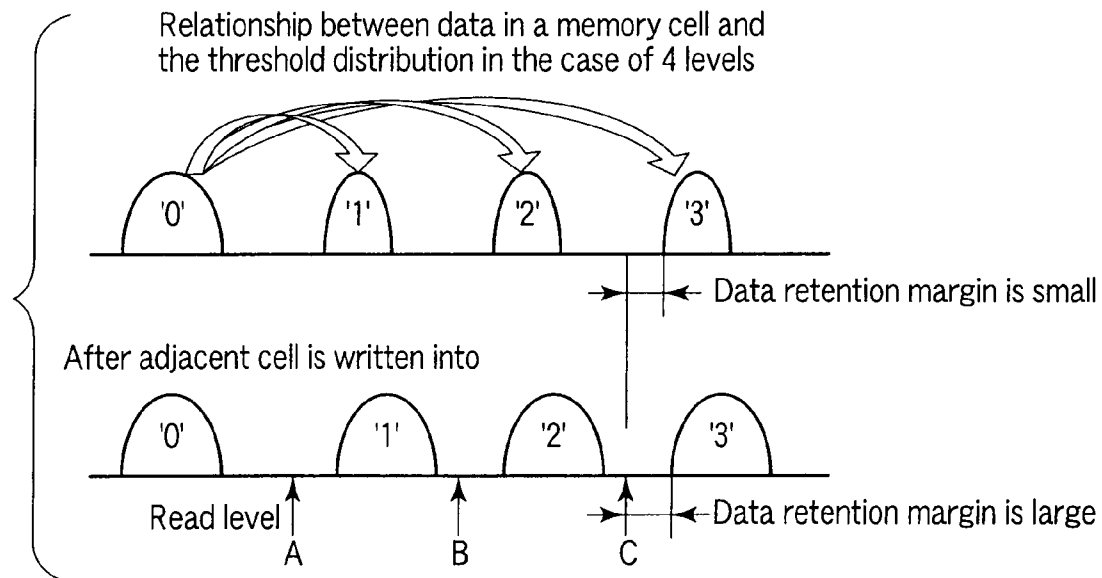 Relationship between data in a memory cell and
the threshold distribution in the case of 4 levels
'0' '1' '2' '3'
Data retention margin is small
After adjacent cell is written into
'0' '1' '2' '3'
Read level
Data retention margin is large
A B C